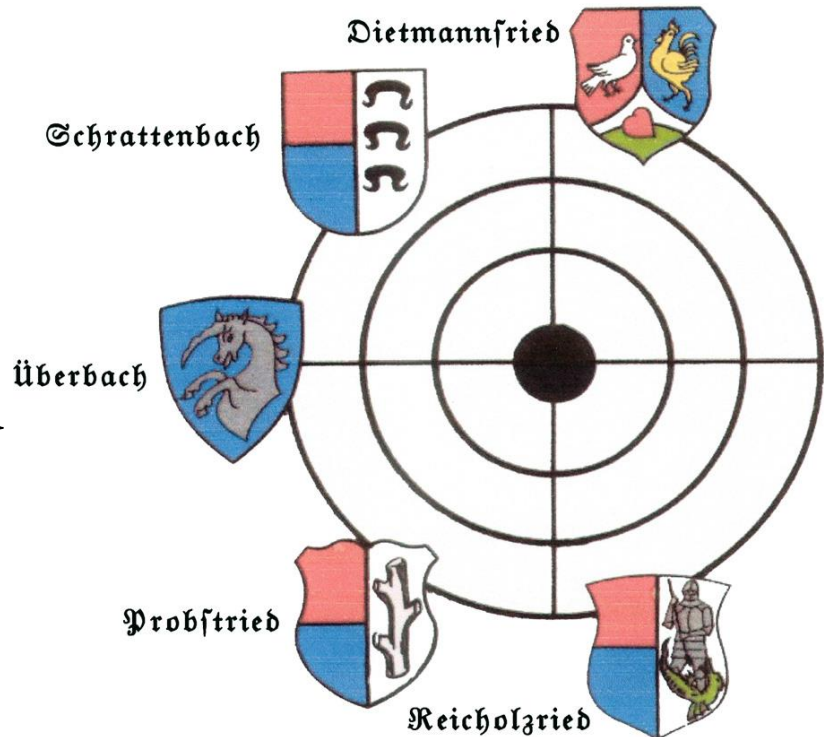 Dietmannſried
Schrattenbach
Überbach
Probſtried
Reicholzried